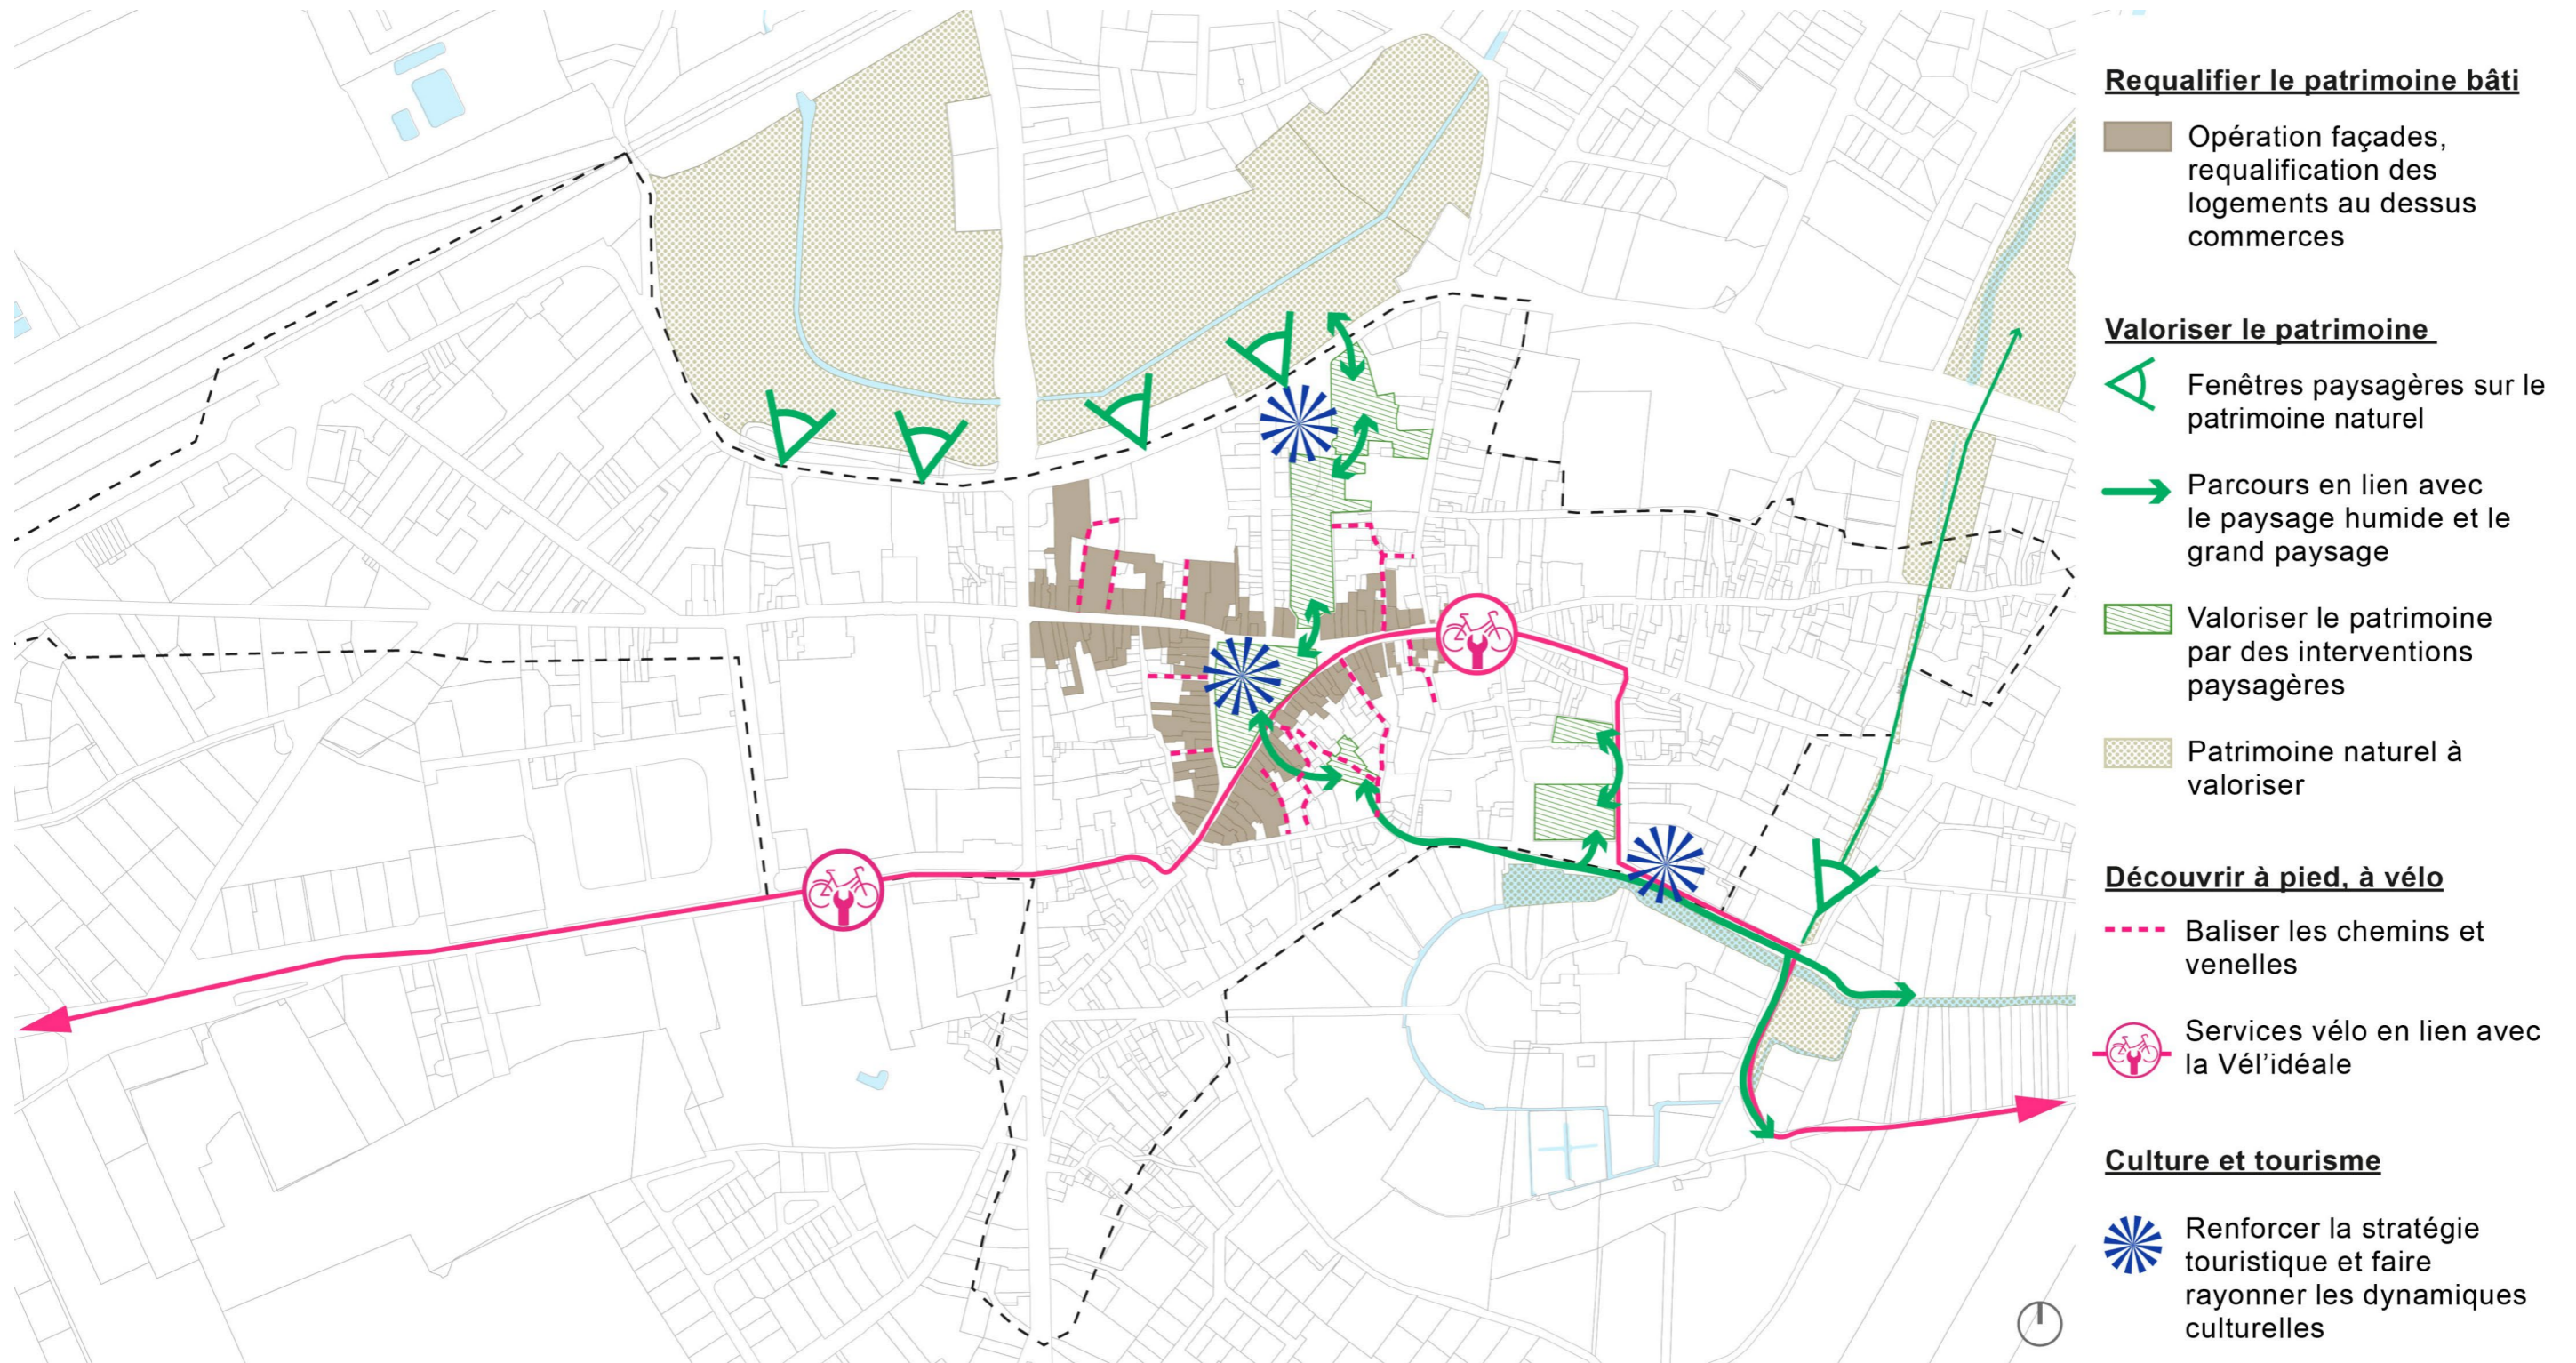 Requalifier le patrimoine bâti
Opération façades,
requalification des
logements au dessus
commerces
Valoriser le patrimoine
Fenêtres paysagères sur le
patrimoine naturel
Parcours en lien avec
le paysage humide et le
grand paysage
Valoriser le patrimoine
par des interventions
paysagères
Patrimoine naturel à
valoriser
Découvrir à pied, à vélo
Baliser les chemins et
venelles
Services vélo en lien avec
la Vél’idéale
Culture et tourisme
Renforcer la stratégie
touristique et faire
rayonner les dynamiques
culturelles